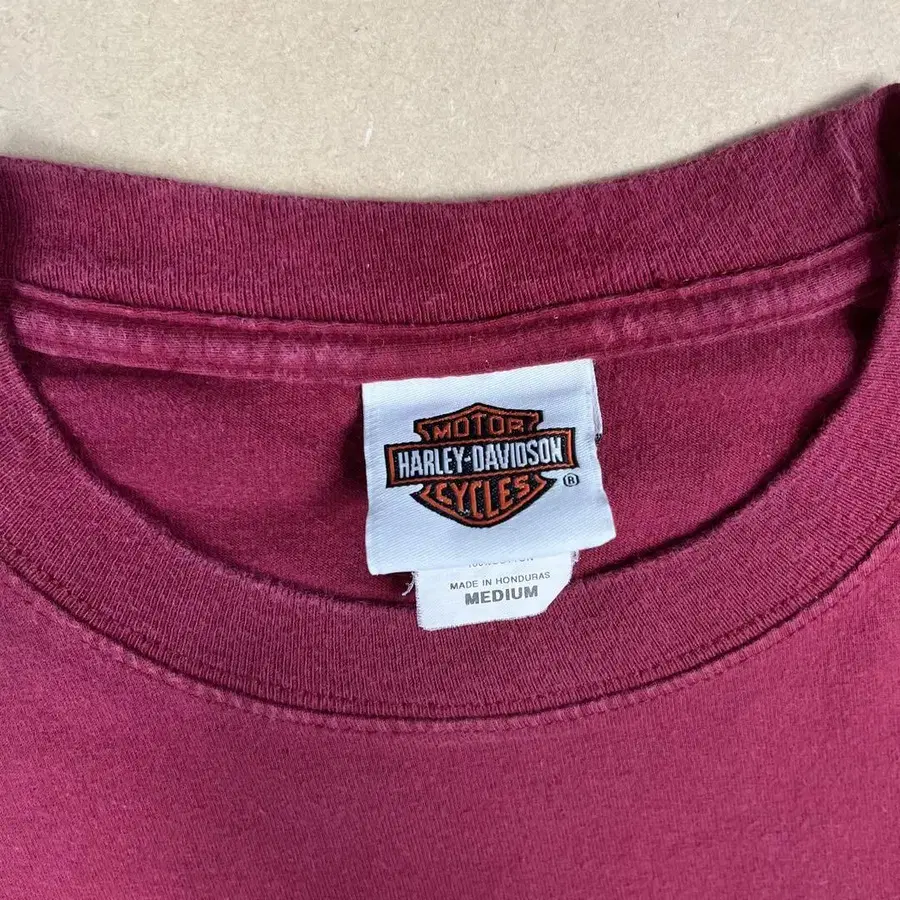 MOTOR
HARLEY-DAVIDSON
CYCLES
®
MADE IN HONDURAS
MEDIUM